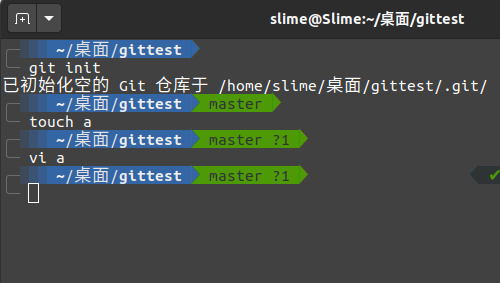 slime@Slime:~/桌面/gittest
~/桌面/gittest
git init
已初始化空的 Git 仓库于 /home/slime/桌面/gittest/.git/
~/桌面/gittest master
touch a
~/桌面/gittest master ?1
vi a
~/桌面/gittest master ?1 ✔